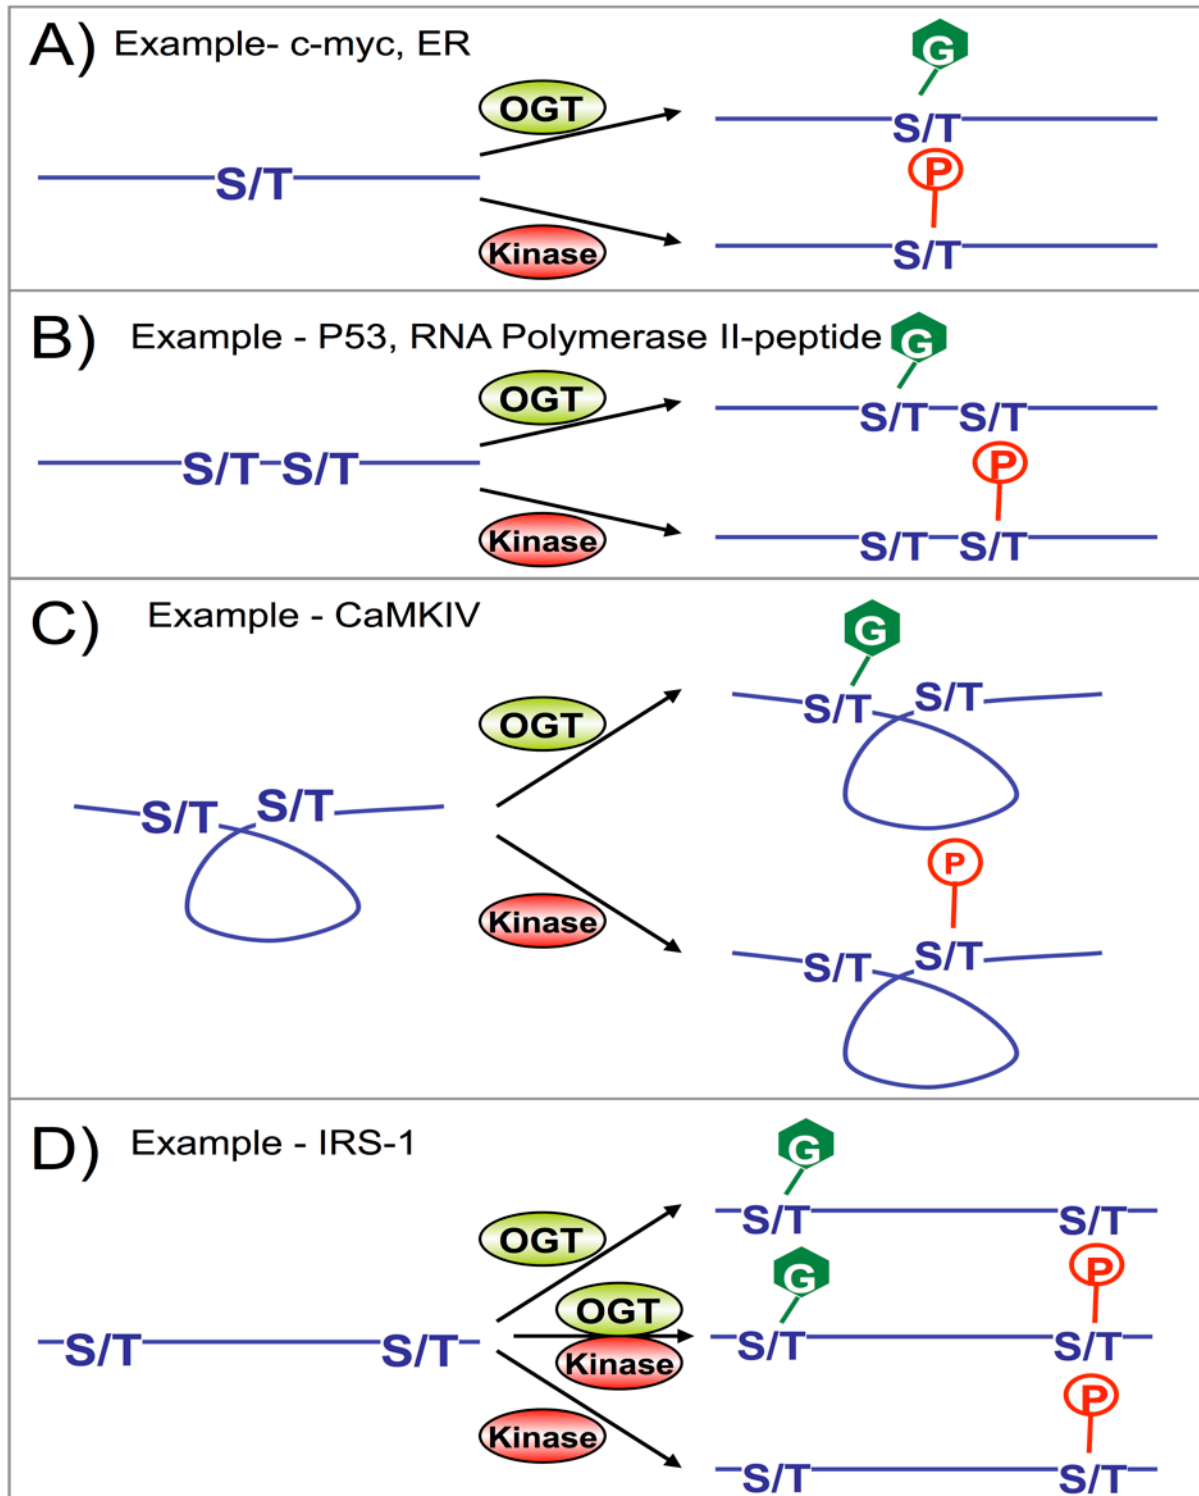 A) Example- c-myc, ER
G
OGT
S/T
S/T
P
Kinase
S/T
B) Example - P53, RNA Polymerase II-peptide
G
OGT
S/T S/T
S/T S/T
P
Kinase
S/T S/T
C) Example - CaMKIV
G
OGT
S/T S/T
S/T S/T
P
Kinase
S/T S/T
D) Example - IRS-1
G
OGT
S/T S/T
G
P
OGT
S/T S/T
Kinase
S/T S/T
P
Kinase
S/T S/T